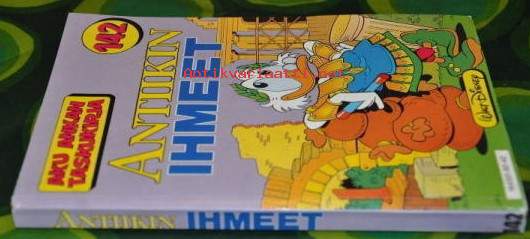 142
AKU ANKAN
TASKUKIRJA
ANTIIKIN
IHMEET
Walt Disney
ANTIIKIN IHMEET
142